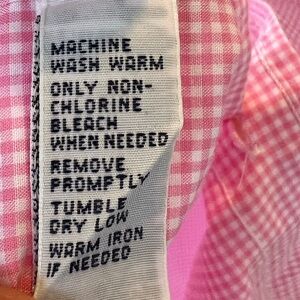 MACHINE
WASH WARM
ONLY NON-
CHLORINE
BLEACH
WHEN NEEDED
REMOVE
PROMPTLY
TUMBLE
DRY LOW
WARM IRON
IF NEEDED